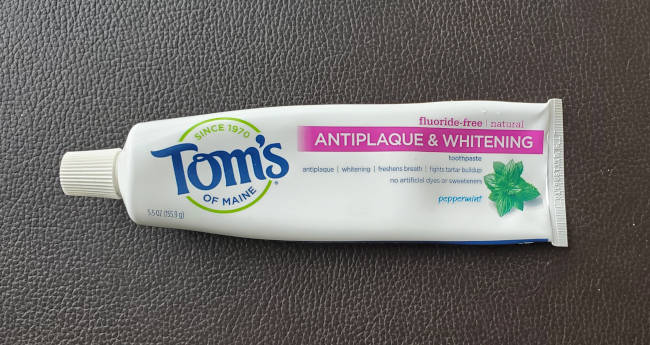 SINCE 1970
Tom's
OF MAINE®
5.5 OZ (155.9 g)
fluoride-free | natural
ANTIPLAQUE & WHITENING
toothpaste
antiplaque | whitening | freshens breath | fights tartar buildup
no artificial dyes or sweeteners
peppermint